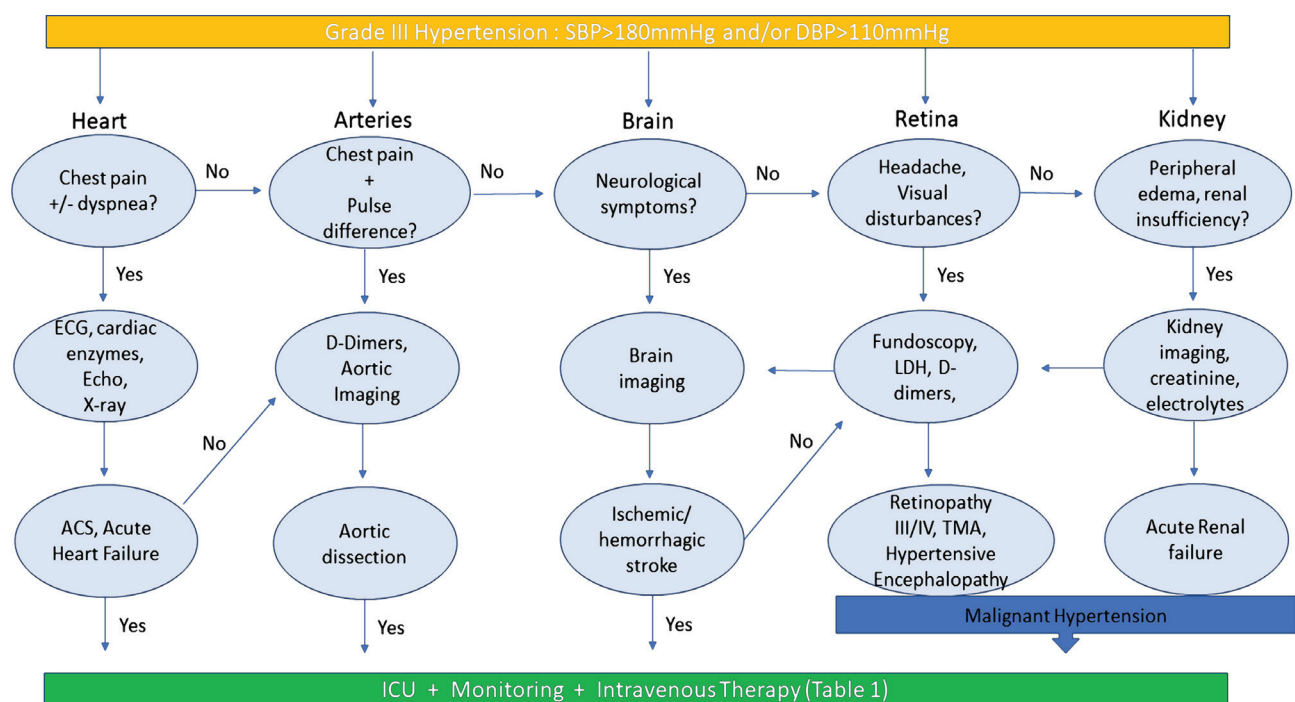 Grade III Hypertension : SBP>180mmHg and/or DBP>110mmHg
Heart
Arteries
Brain
Retina
Kidney
Chest pain
+/- dyspnea?
No
Chest pain
+
Pulse
difference?
No
Neurological
symptoms?
No
Headache,
Visual
disturbances?
No
Peripheral
edema, renal
insufficiency?
Yes
Yes
Yes
Yes
Yes
ECG, cardiac
enzymes,
Echo,
X-ray
D-Dimers,
Aortic
Imaging
Brain
imaging
Fundoscopy,
LDH, D-
dimers,
Kidney
imaging,
creatinine,
electrolytes
No
No
ACS, Acute
Heart Failure
Aortic
dissection
Ischemic/
hemorrhagic
stroke
Retinopathy
III/IV, TMA,
Hypertensive
Encephalopathy
Acute Renal
failure
Yes
Yes
Yes
Malignant Hypertension
ICU + Monitoring + Intravenous Therapy (Table 1)